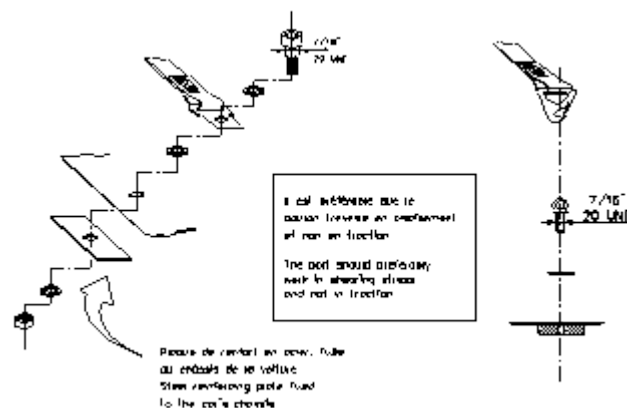 7/16"
20 UNF
7/16"
20 UNF
Il est préférable que le
boulon travaille en cisaillement
et non en traction
The bolt should preferably
work in shearing stress
and not in traction
Plaque de renfort en acier, fixée
au châssis de la voiture
Steel reinforcing plate fixed
to the car's chassis